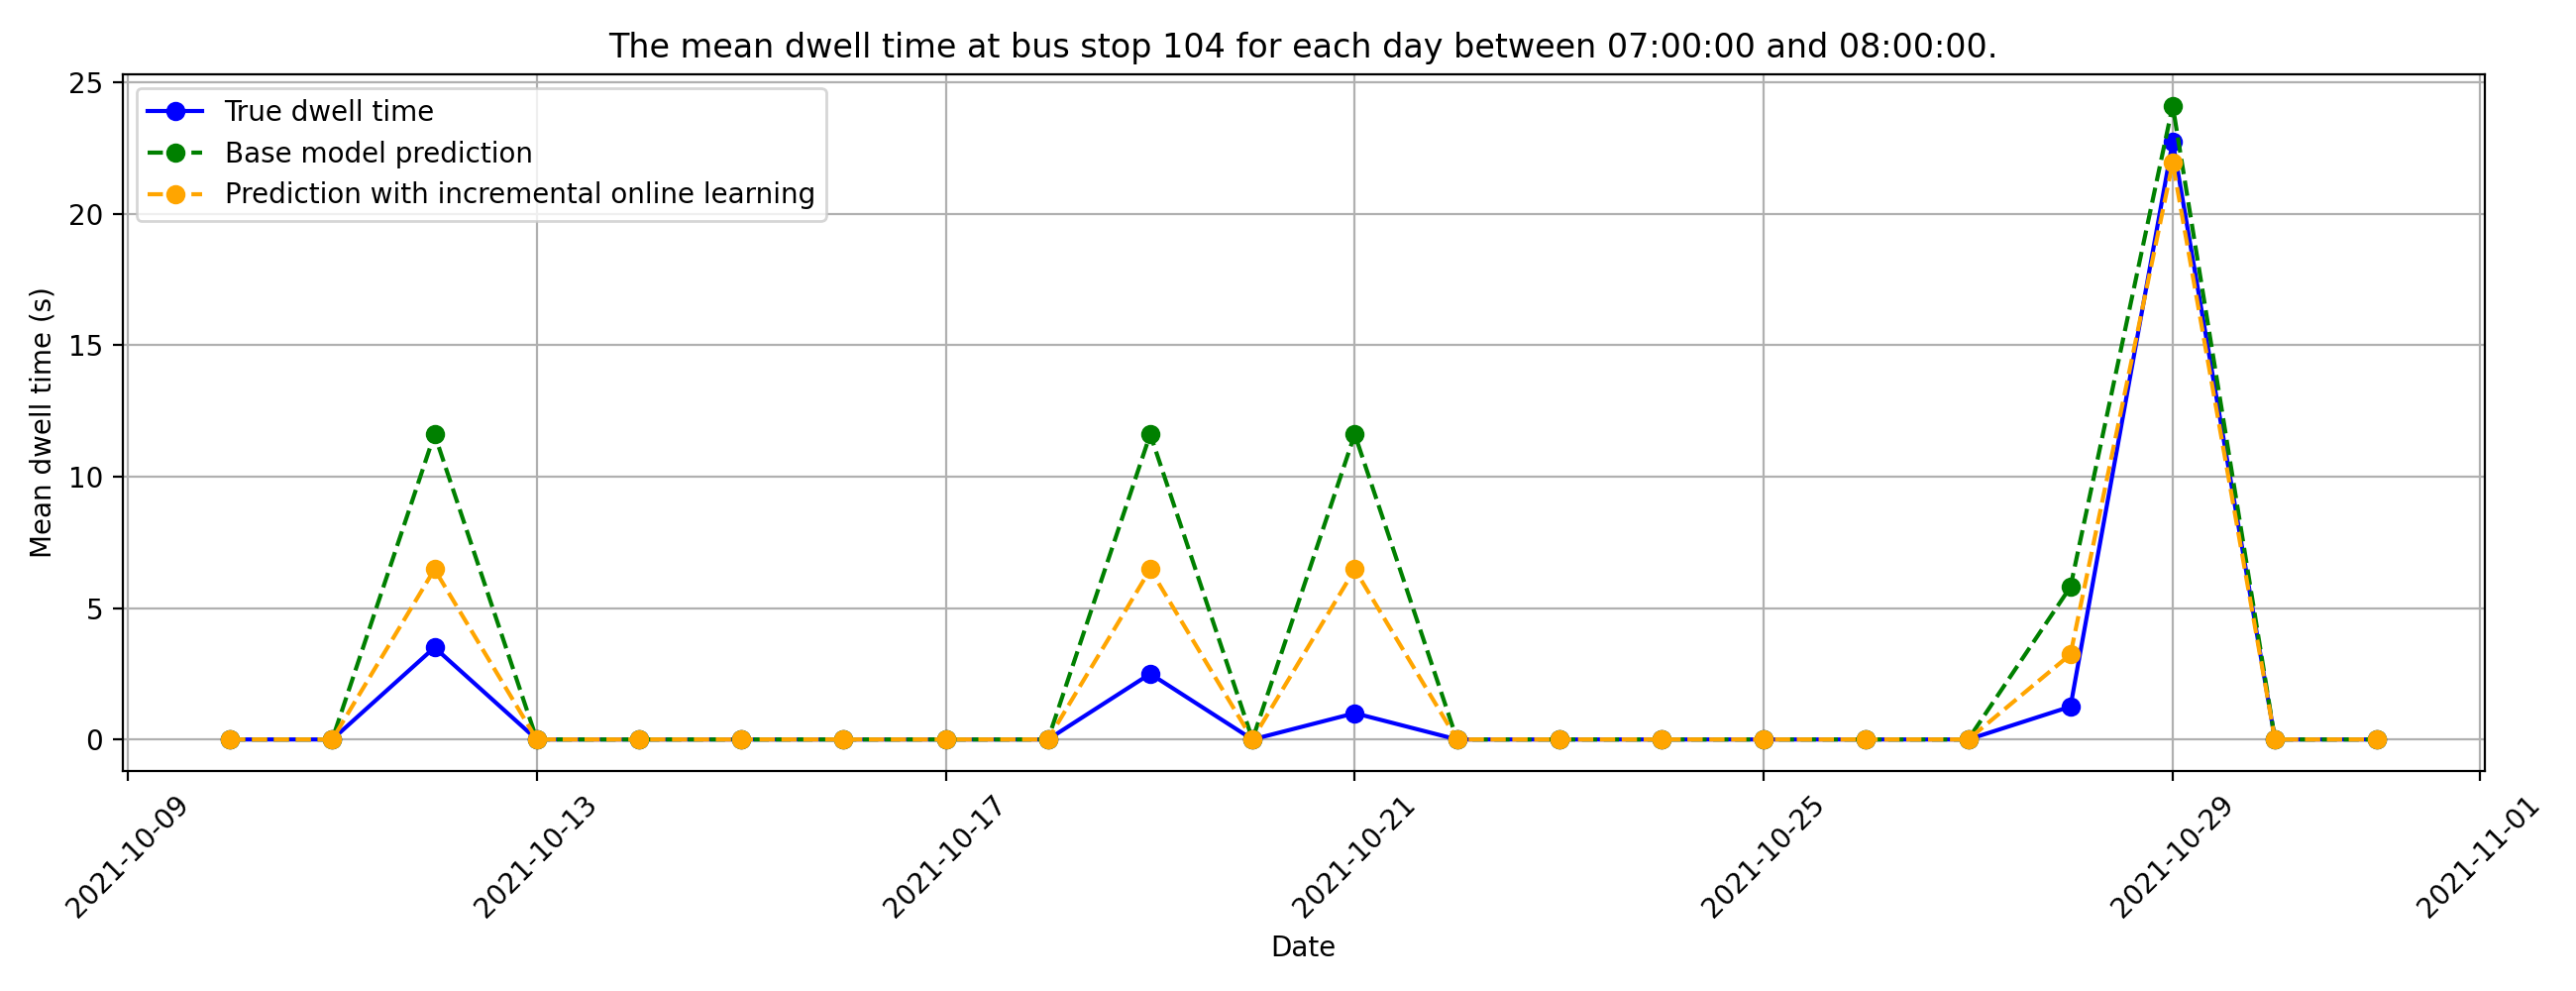 The mean dwell time at bus stop 104 for each day between 07:00:00 and 08:00:00.
True dwell time
Base model prediction
Prediction with incremental online learning
Mean dwell time (s)
25
20
15
10
5
0
2021-10-09
2021-10-13
2021-10-17
2021-10-21
2021-10-25
2021-10-29
2021-11-01
Date